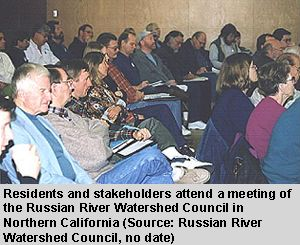 Residents and stakeholders attend a meeting of
the Russian River Watershed Council in
Northern California (Source: Russian River
Watershed Council, no date)